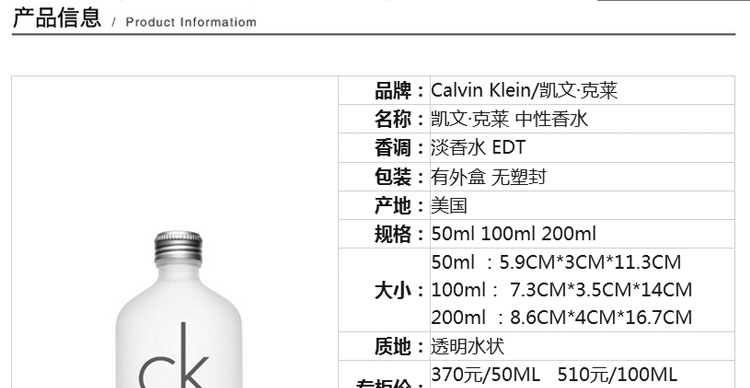 产品信息 / Product Informatiom
品牌：Calvin Klein/凯文·克莱
名称：凯文·克莱 中性香水
香调：淡香水 EDT
包装：有外盒 无塑封
产地：美国
规格：50ml 100ml 200ml
大小：
50ml ：5.9CM*3CM*11.3CM
100ml： 7.3CM*3.5CM*14CM
200ml ：8.6CM*4CM*16.7CM
质地：透明水状
专柜价：
370元/50ML 510元/100ML
ck